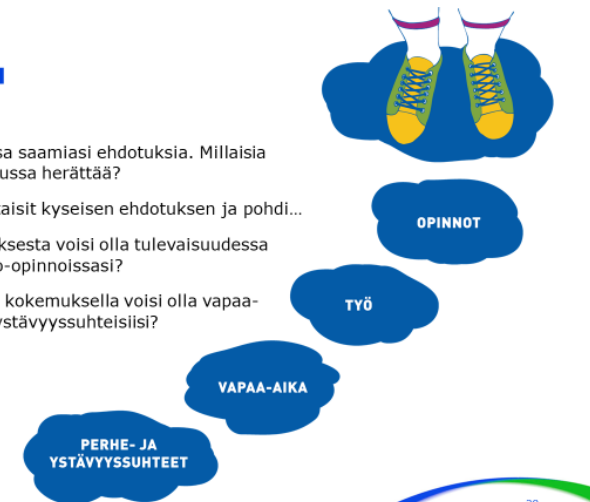 sa saamiasi ehdotuksia. Millaisia
ussa herättää?
taisit kyseisen ehdotuksen ja pohdi...
ksesta voisi olla tulevaisuudessa
o-opinnoissasi?
kokemuksella voisi olla vapaa-
ystävyyssuhteisiisi?
OPINNOT
TYÖ
VAPAA-AIKA
PERHE- JA
YSTÄVYYSSUHTEET